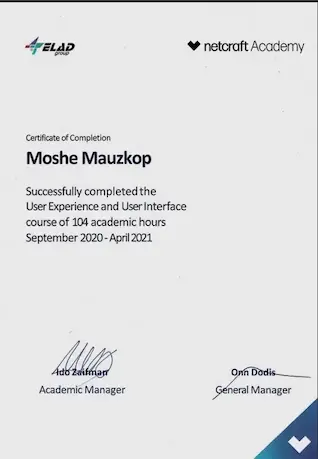 ELAD
group
netcraft Academy
Certificate of Completion
Moshe Mauzkop
Successfully completed the
User Experience and User Interface
course of 104 academic hours
September 2020 - April 2021
Ido Zaifman
Onn Dodis
Academic Manager
General Manager